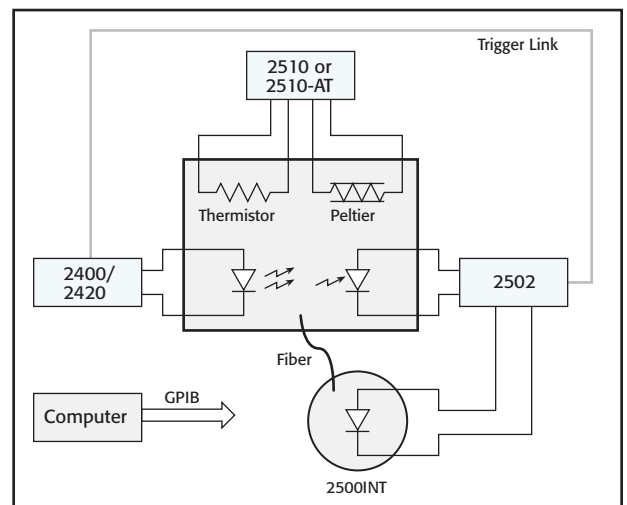 Trigger Link
2510 or
2510-AT
Thermistor
Peltier
2400/
2420
2502
Fiber
GPIB
Computer
2500INT